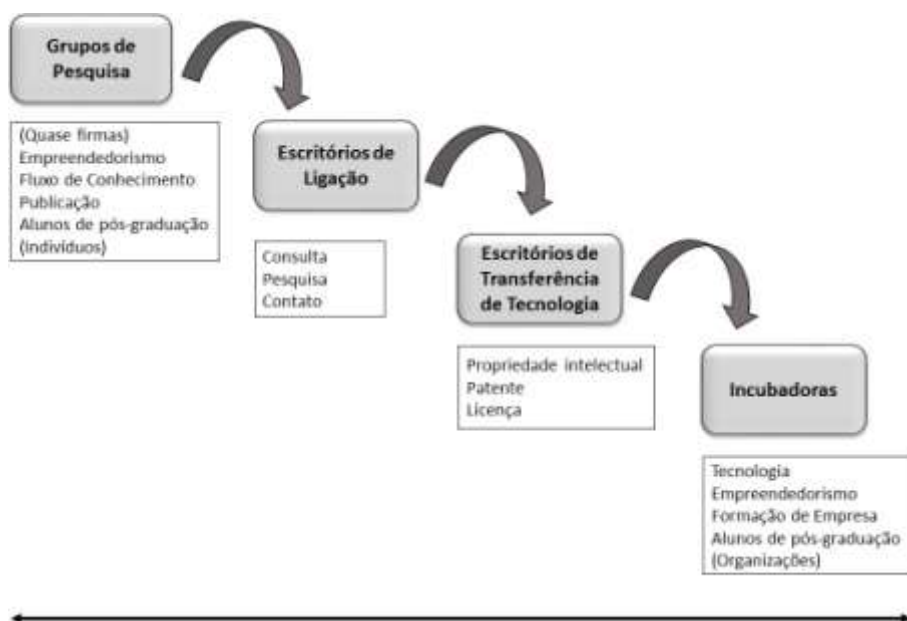 Grupos de
Pesquisa
(Quase firmas)
Empreendedorismo
Fluxo de Conhecimento
Publicação
Alunos de pós-graduação
(Indivíduos)
Escritórios de
Ligação
Consulta
Pesquisa
Contato
Escritórios de
Transferência
de Tecnologia
Propriedade intelectual
Patente
Licença
Incubadoras
Tecnologia
Empreendedorismo
Formação de Empresa
Alunos de pós-graduação
(Organizações)